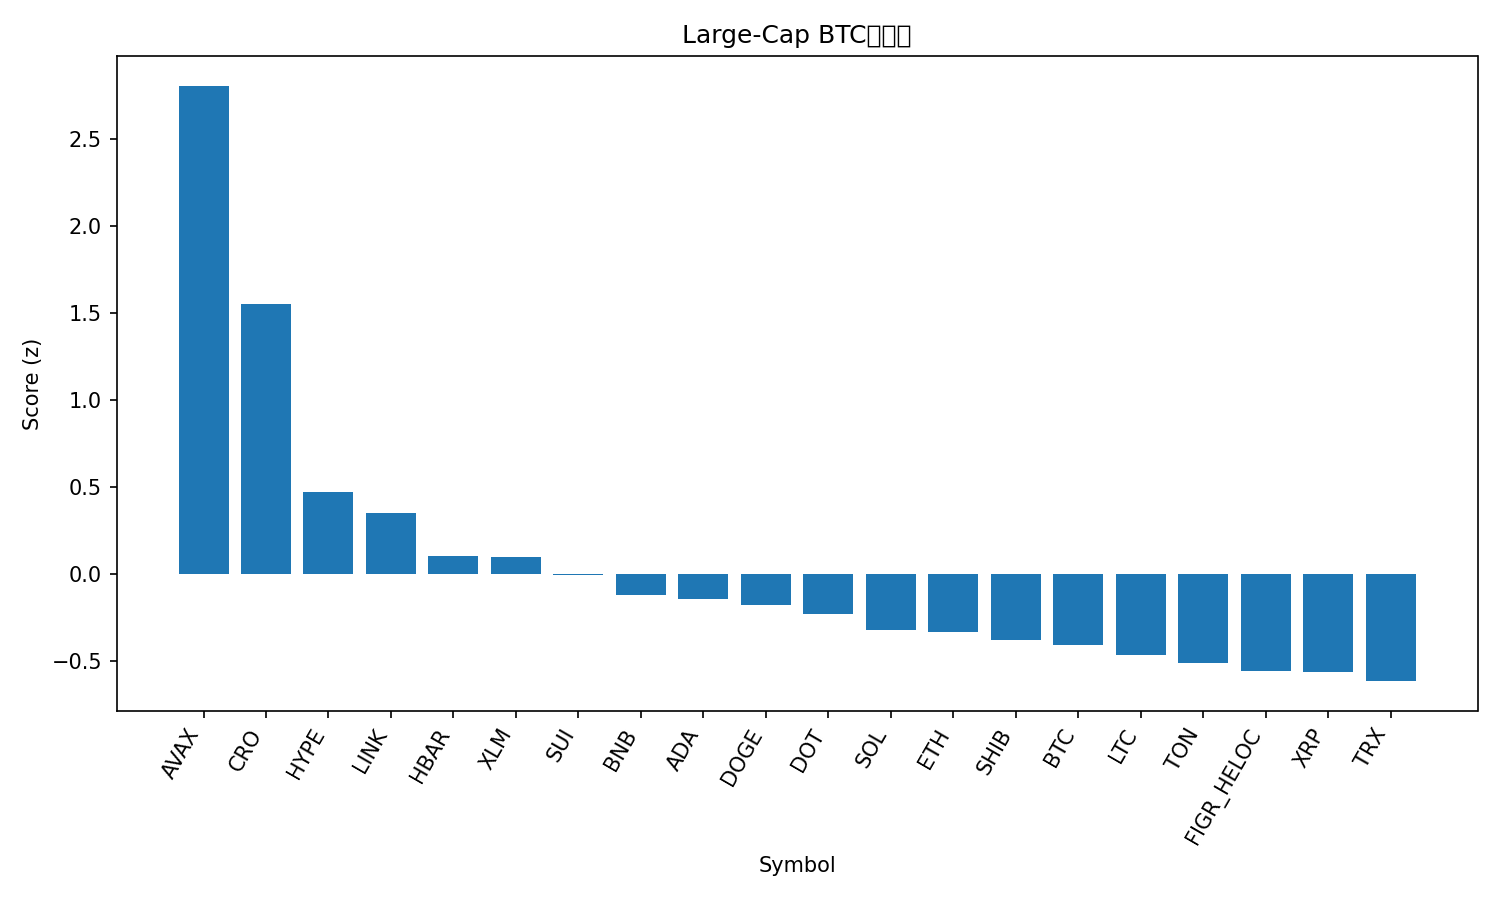 Large-Cap BTC
Score (z)
2.5
2.0
1.5
1.0
0.5
0.0
−0.5
AVAX
CRO
HYPE
LINK
HBAR
XLM
SUI
BNB
ADA
DOGE
DOT
SOL
ETH
SHIB
BTC
LTC
TON
FIGR_HELOC
XRP
TRX
Symbol